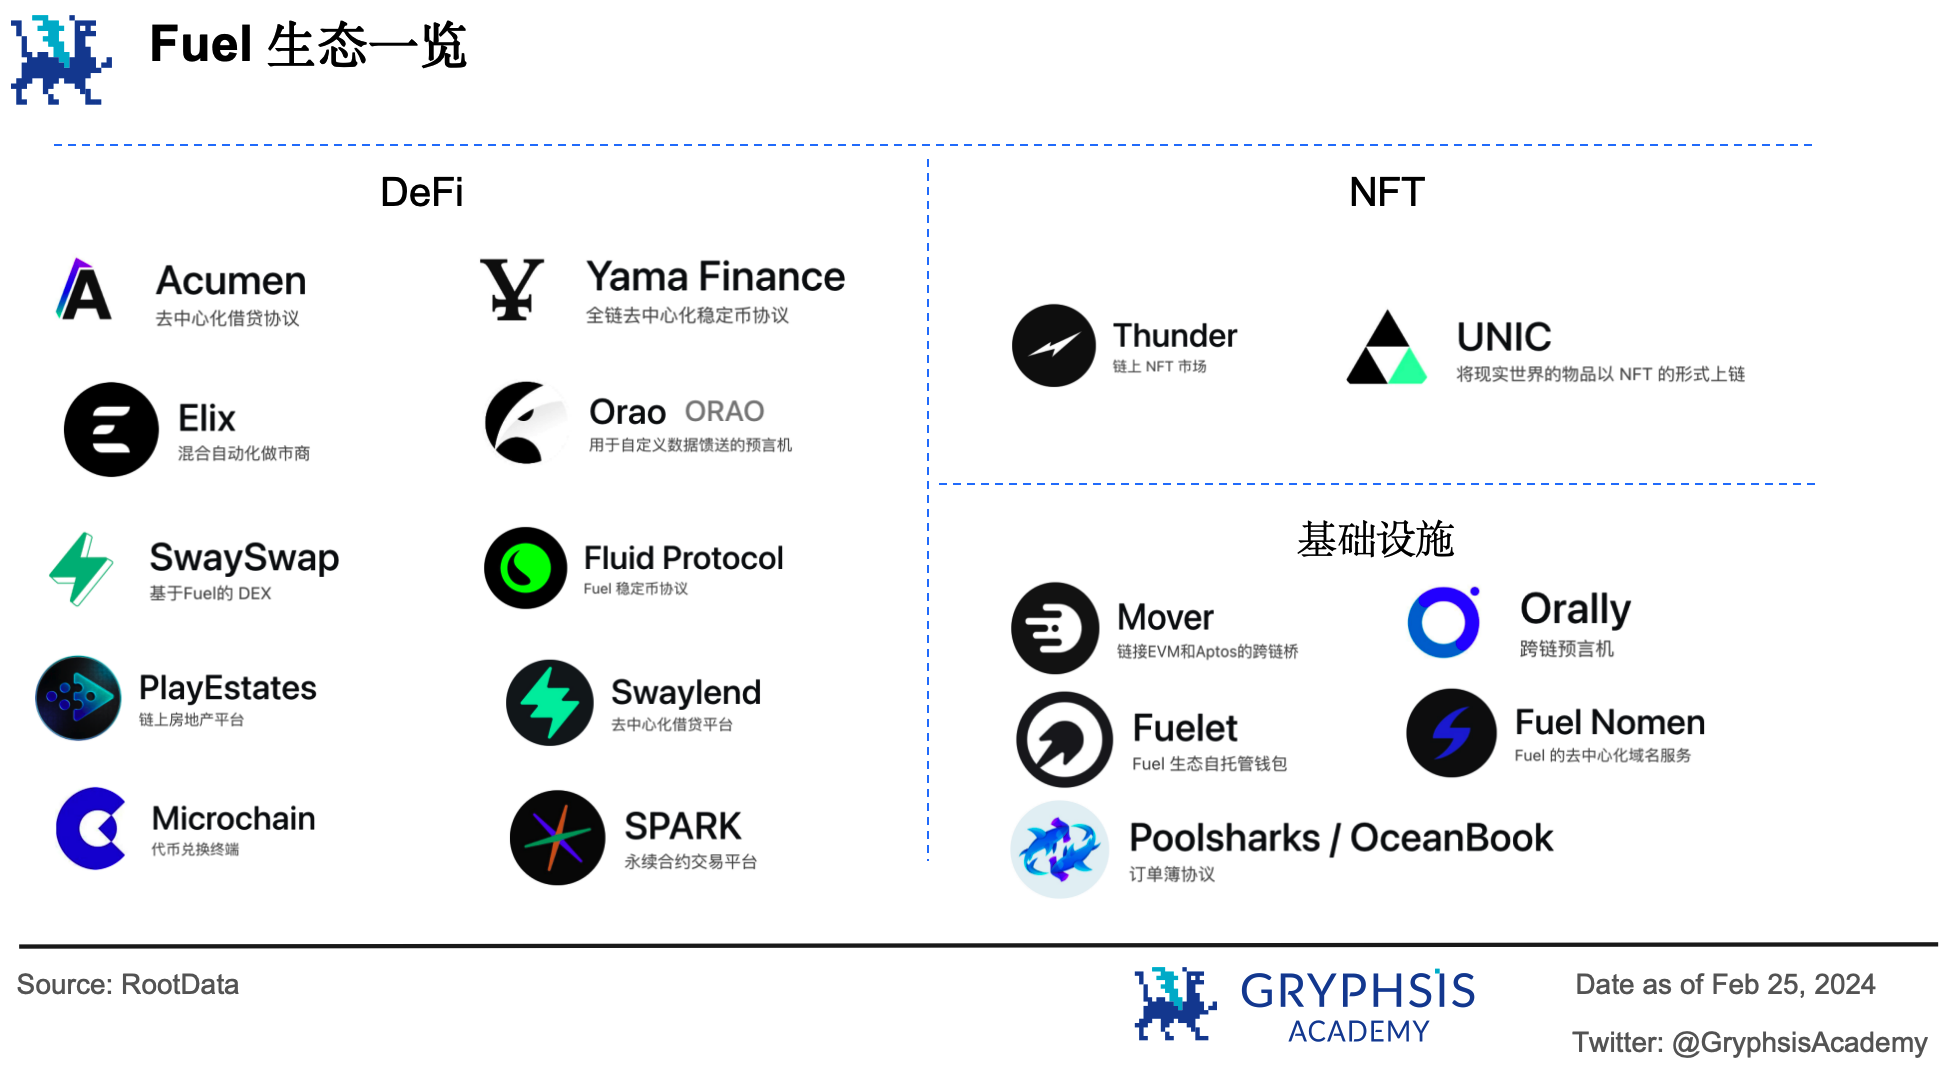 Fuel 生态一览
DeFi
Acumen
去中心化借贷协议
Yama Finance
全链去中心化稳定币协议
Elix
混合自动化做市商
Orao ORAO
用于自定义数据馈送的预言机
SwaySwap
基于Fuel的 DEX
Fluid Protocol
Fuel 稳定币协议
PlayEstates
链上房地产平台
Swaylend
去中心化借贷平台
Microchain
代币兑换终端
SPARK
永续合约交易平台
NFT
Thunder
链上 NFT 市场
UNIC
将现实世界的物品以 NFT 的形式上链
基础设施
Mover
链接EVM和Aptos的跨链桥
Orally
跨链预言机
Fuelet
Fuel 生态自托管钱包
Fuel Nomen
Fuel 的去中心化域名服务
Poolsharks / OceanBook
订单簿协议
Source: RootData
GRYPHSIS
ACADEMY
Date as of Feb 25, 2024
Twitter: @GryphsisAcademy